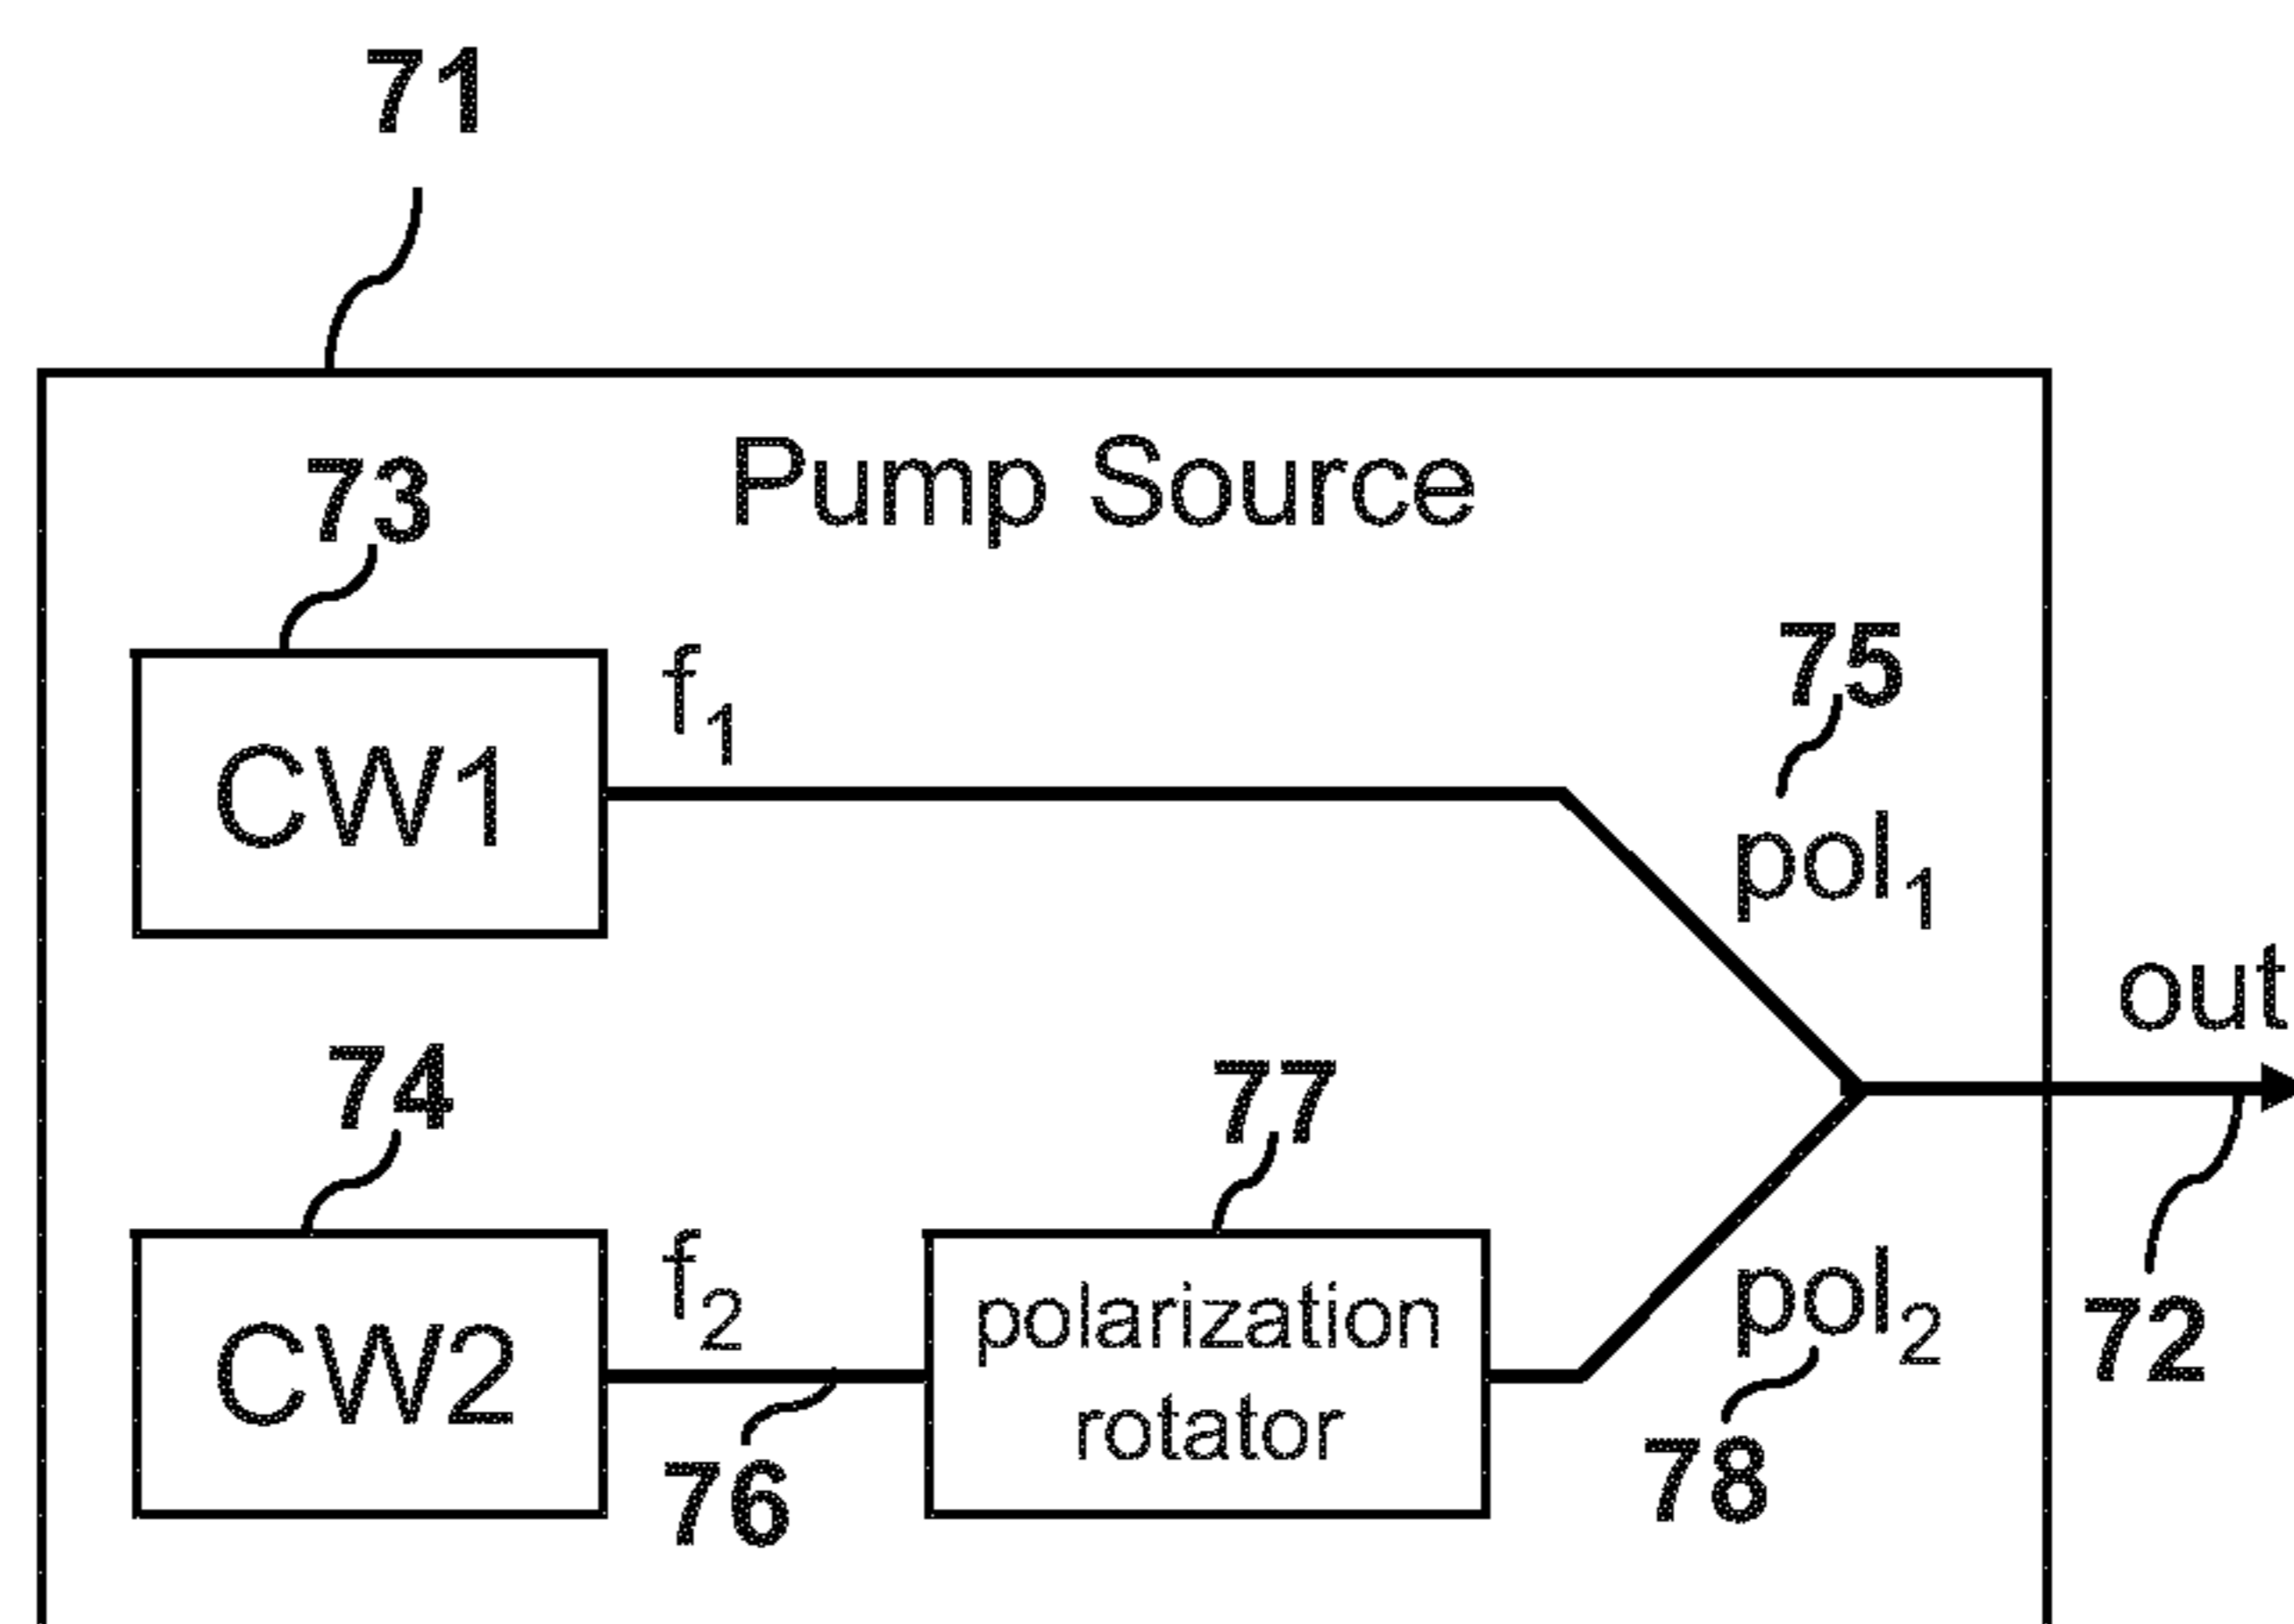 71
Pump Source
73
f1
75
CW1
pol1
out
74
77
f2
polarization
rotator
pol2
72
CW2
76
78